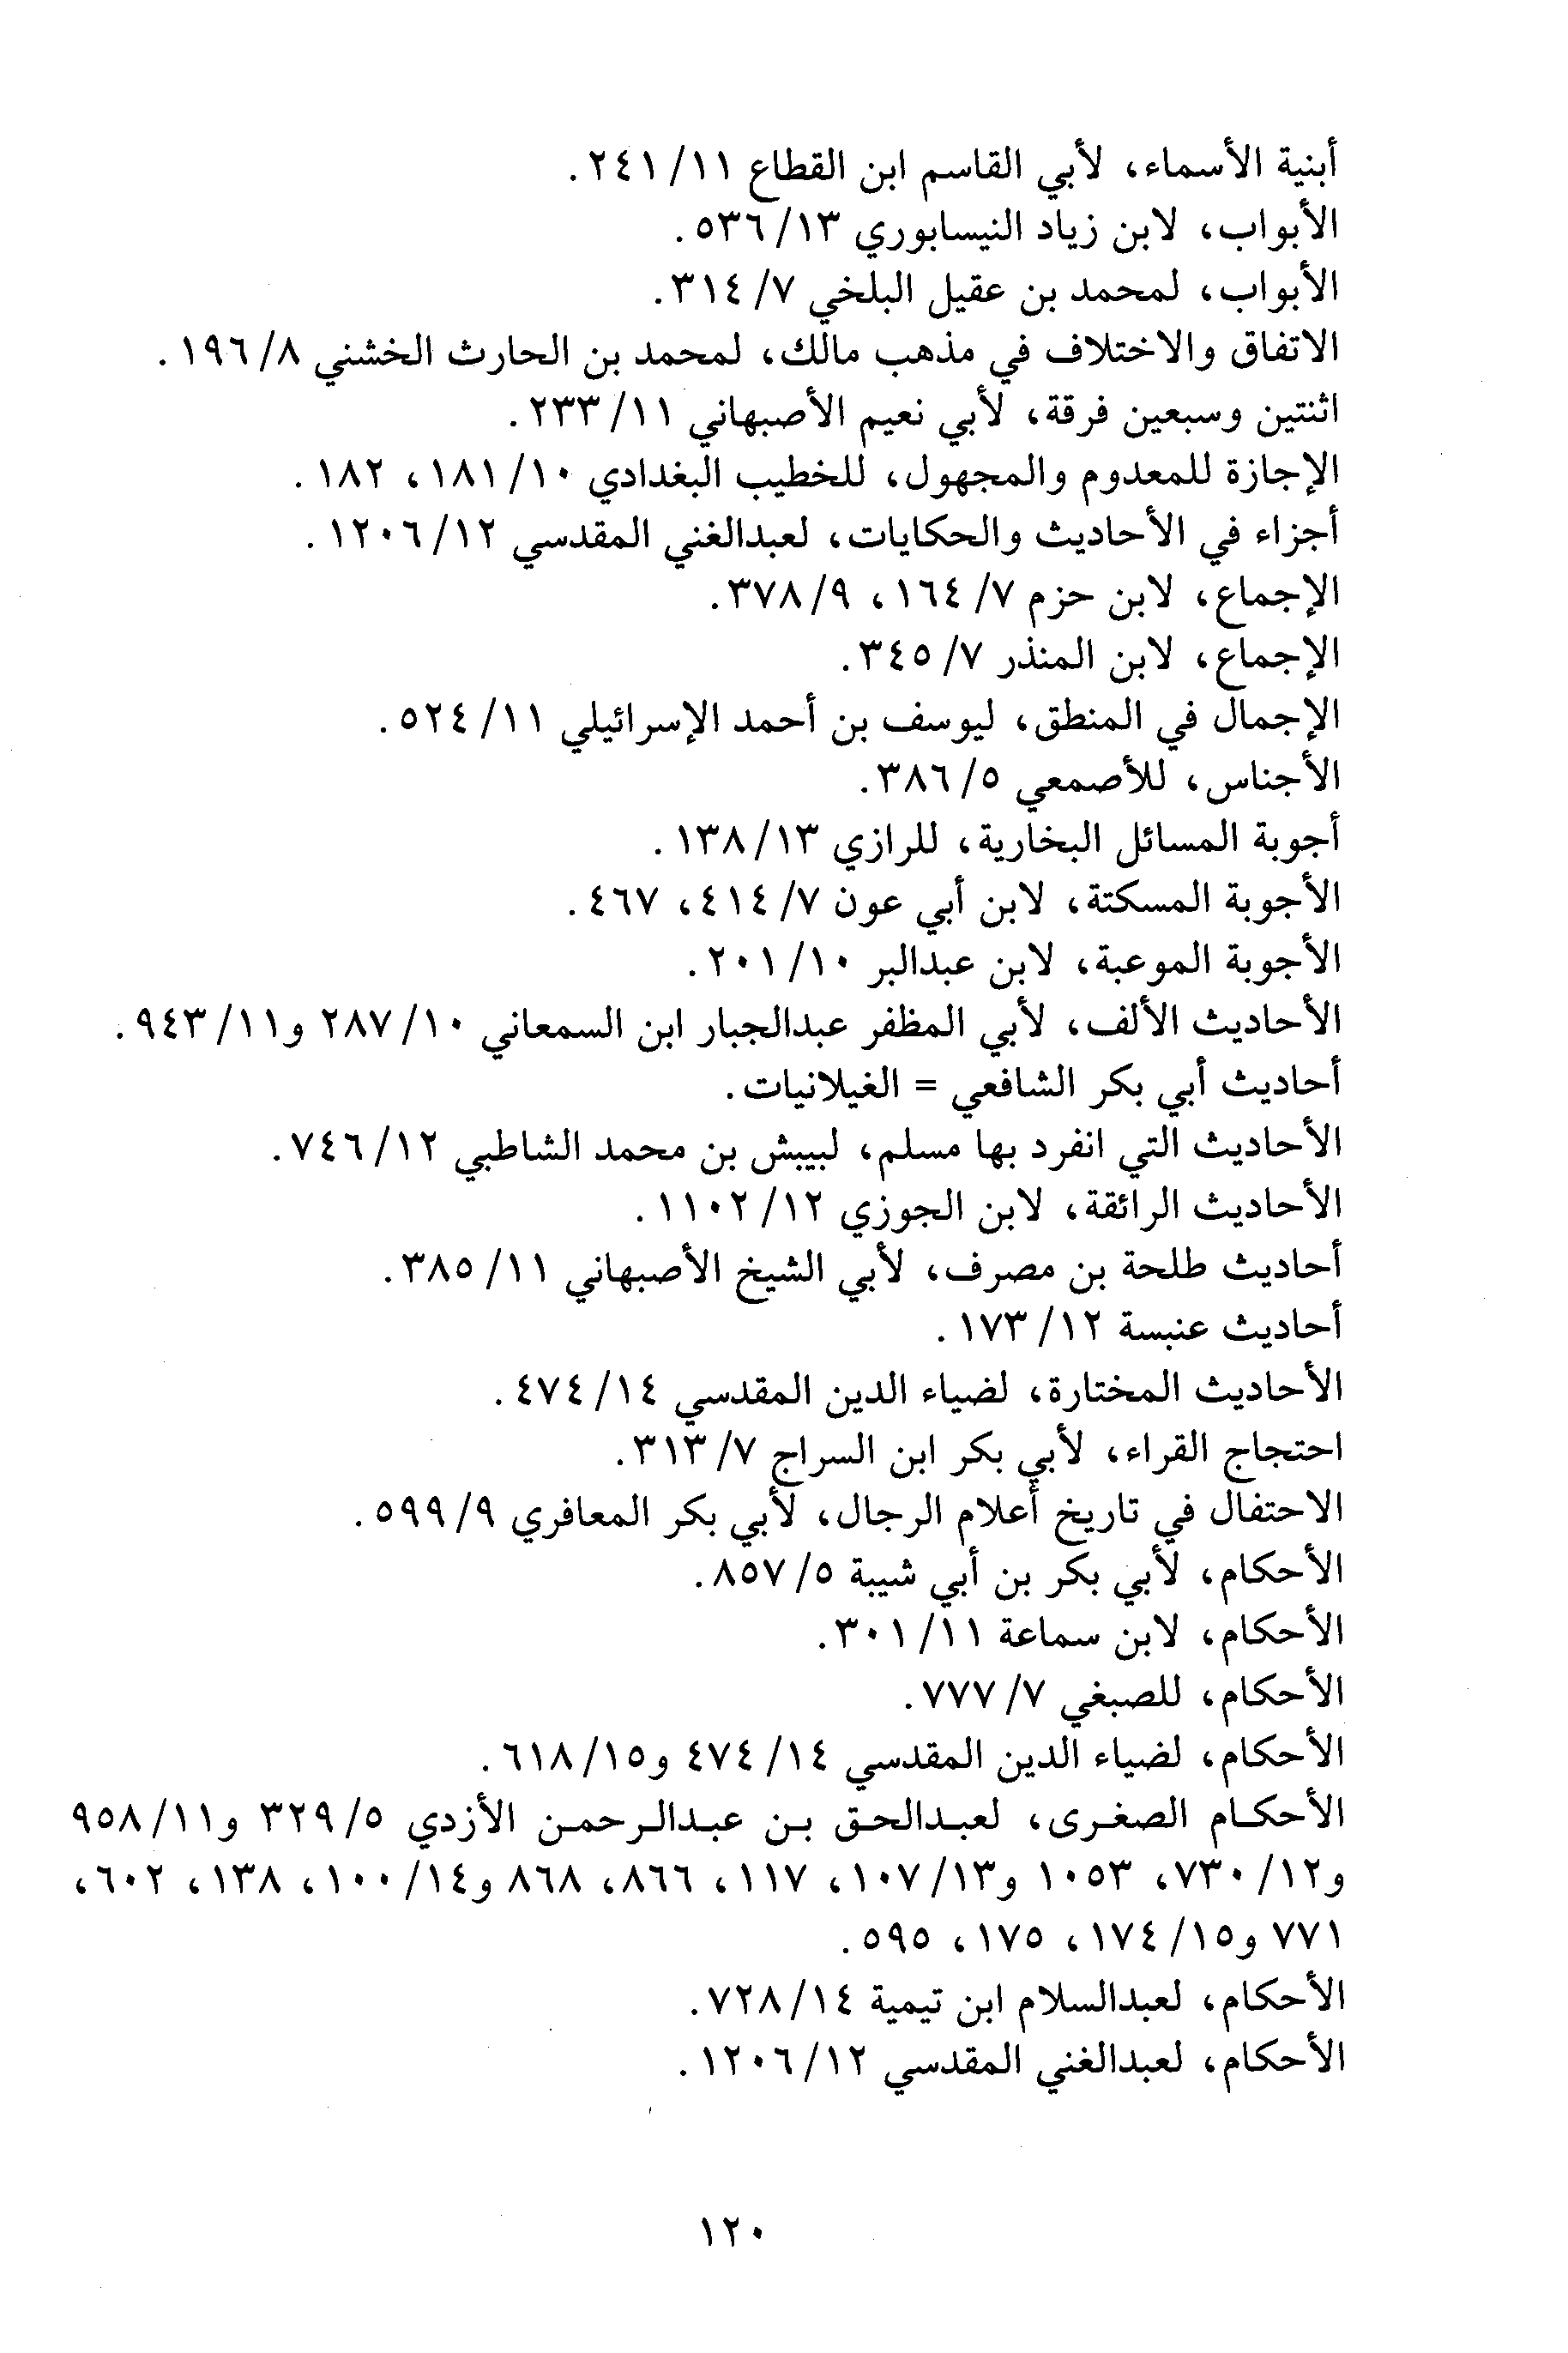 أبنية الأسماء، لأبي القاسم ابن القطاع ١١/ ٢٤١.
الأبواب، لابن زياد النيسابوري ١٣/ ٥٣٦.
الأبواب، لمحمد بن عقيل البلخي ٧/ ٣١٤.
الاتفاق والاختلاف في مذهب مالك، لمحمد بن الحارث الخشني ٨/ ١٩٦.
اثنتين وسبعين فرقة، لأبي نعيم الأصبهاني ١١/ ٢٣٣.
الإجازة للمعدوم والمجهول، للخطيب البغدادي ١٠/ ١٨١، ١٨٢.
أجزاء في الأحاديث والحكايات، لعبدالغني المقدسي ١٢/ ١٢٠٦.
الإجماع، لابن حزم ٧/ ١٦٤، ٩/ ٣٧٨.
الإجماع، لابن المنذر ٧/ ٣٤٥.
الإجمال في المنطق، ليوسف بن أحمد الإسرائيلي ١١/ ٥٢٤.
الأجناس، للأصمعي ٥/ ٣٨٦.
أجوبة المسائل البخارية، للرازي ١٣/ ١٣٨.
الأجوبة المسكتة، لابن أبي عون ٧/ ٤١٤، ٤٦٧.
الأجوبة الموعبة، لابن عبدالبر ١٠/ ٢٠١.
الأحاديث الألف، لأبي المظفر عبدالجبار ابن السمعاني ١٠/ ٢٨٧ و١١/ ٩٤٣.
أحاديث أبي بكر الشافعي = الغيلانيات.
الأحاديث التي انفرد بها مسلم، لبيبش بن محمد الشاطبي ١٢/ ٧٤٦.
الأحاديث الرائقة، لابن الجوزي ١٢/ ١١٠٢.
أحاديث طلحة بن مصرف، لأبي الشيخ الأصبهاني ١١/ ٣٨٥.
أحاديث عنبسة ١٢/ ١٧٣.
الأحاديث المختارة، لضياء الدين المقدسي ١٤/ ٤٧٤.
احتجاج القراء، لأبي بكر ابن السراج ٧/ ٣١٣.
الاحتفال في تاريخ أعلام الرجال، لأبي بكر المعافري ٩/ ٥٩٩.
الأحكام، لأبي بكر بن أبي شيبة ٥/ ٨٥٧.
الأحكام، لابن سماعة ١١/ ٣٠١.
الأحكام، للصبغي ٧/ ٧٧٧.
الأحكام، لضياء الدين المقدسي ١٤/ ٤٧٤ و١٥/ ٦١٨.
الأحكام الصغرى، لعبدالحق بن عبدالرحمن الأزدي ٥/ ٣٢٩ و١١/ ٩٥٨
و١٢/ ٧٣٠، ١٠٥٣ و١٣/ ١٠٧، ١١٧، ٨٦٦، ٨٦٨ و١٤/ ١٠٠، ١٣٨، ٦٠٢،
٧٧١ و١٥/ ١٧٤، ١٧٥، ٥٩٥.
الأحكام، لعبدالسلام ابن تيمية ١٤/ ٧٢٨.
الأحكام، لعبدالغني المقدسي ١٢/ ١٢٠٦.
١٢٠